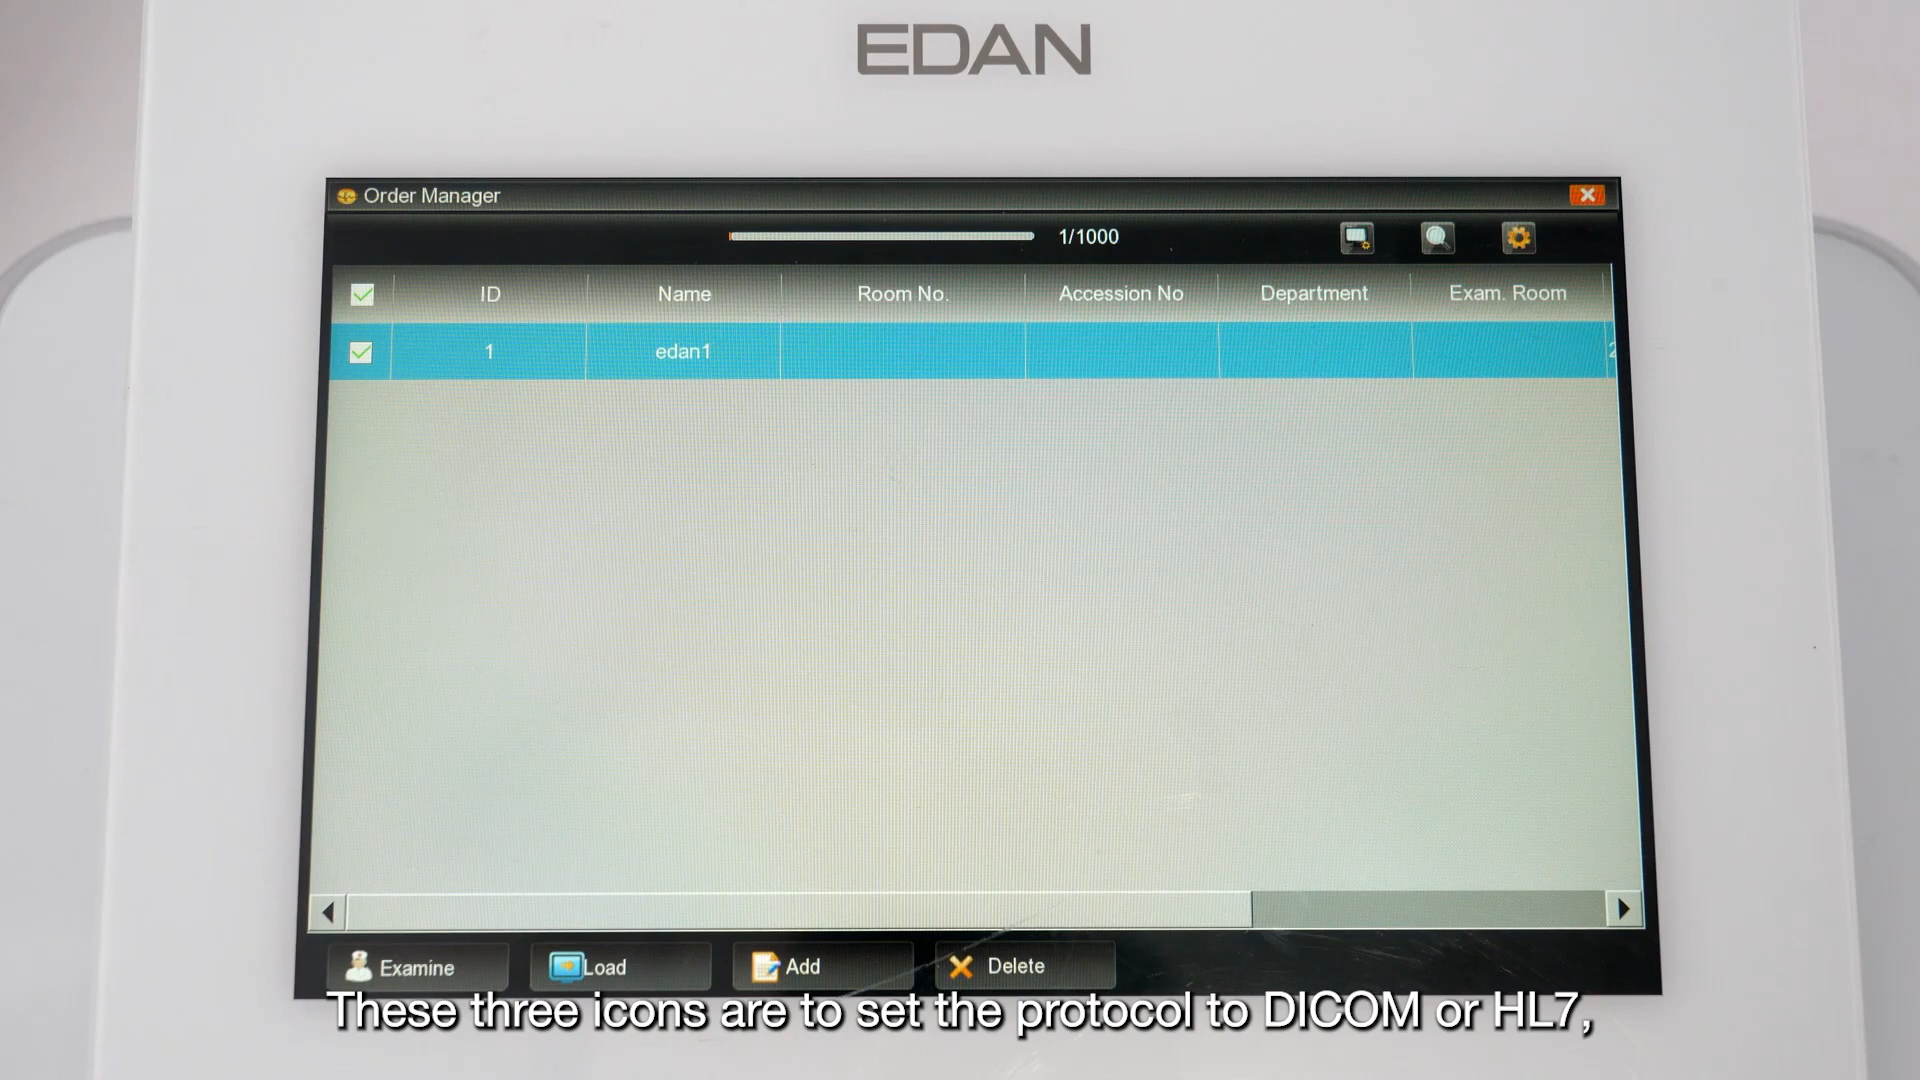 EDAN
Order Manager
1/1000
ID Name Room No. Accession No Department Exam. Room
1 edan1
Examine Load Add Delete
These three icons are to set the protocol to DICOM or HL7,